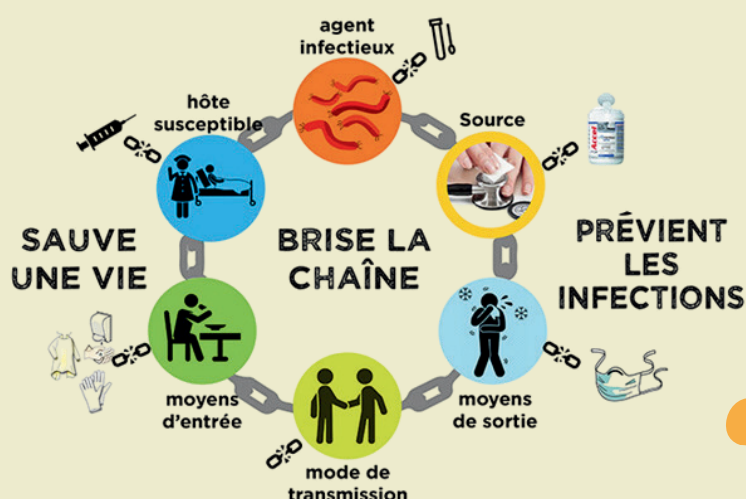 agent
infectieux
hôte
susceptible
Source
Accel
SAUVE
UNE VIE
BRISE LA
CHAÎNE
PRÉVIENT
LES
INFECTIONS
moyens
d'entrée
moyens
de sortie
mode de
transmission